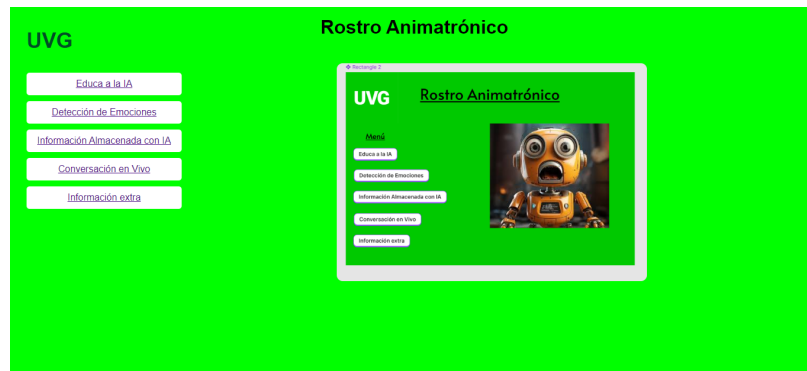 Rostro Animatrónico
UVG
Educa a la IA
Detección de Emociones
Información Almacenada con IA
Conversación en Vivo
Información extra
Rectangle 2
UVG
Rostro Animatrónico
Menú
Educa a la IA
Detección de Emociones
Información Almacenada con IA
Conversación en Vivo
Información extra